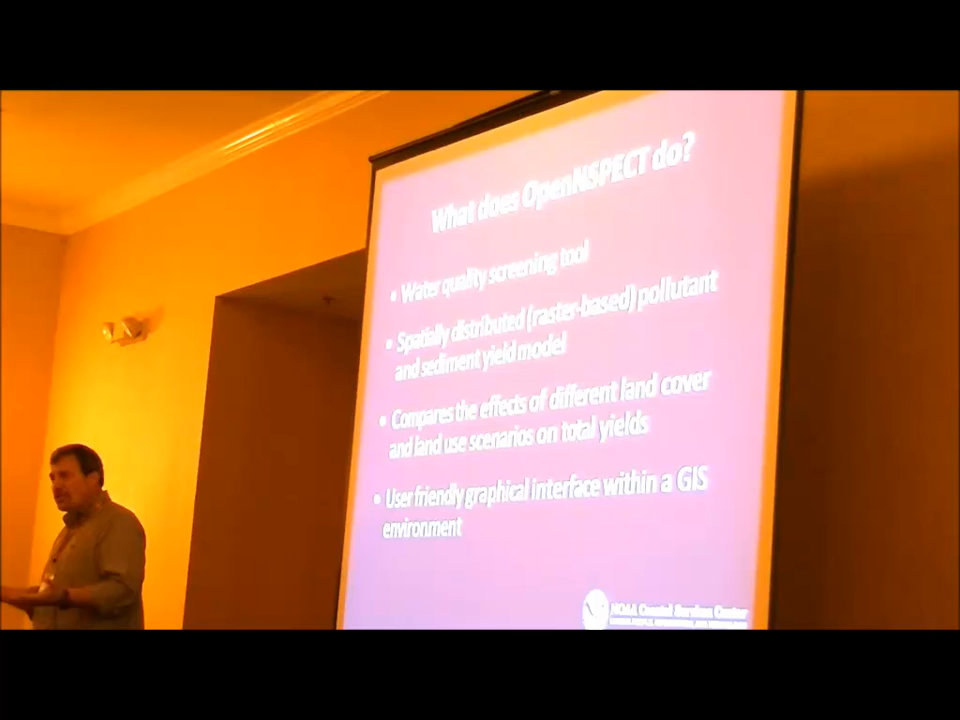 What does OpenNSPECT do?
• Water quality screening tool
• Spatially distributed (raster-based) pollutant
and sediment yield model
• Compares the effects of different land cover
and land use scenarios on total yields
• User friendly graphical interface within a GIS
environment
NOAA Coastal Services Center